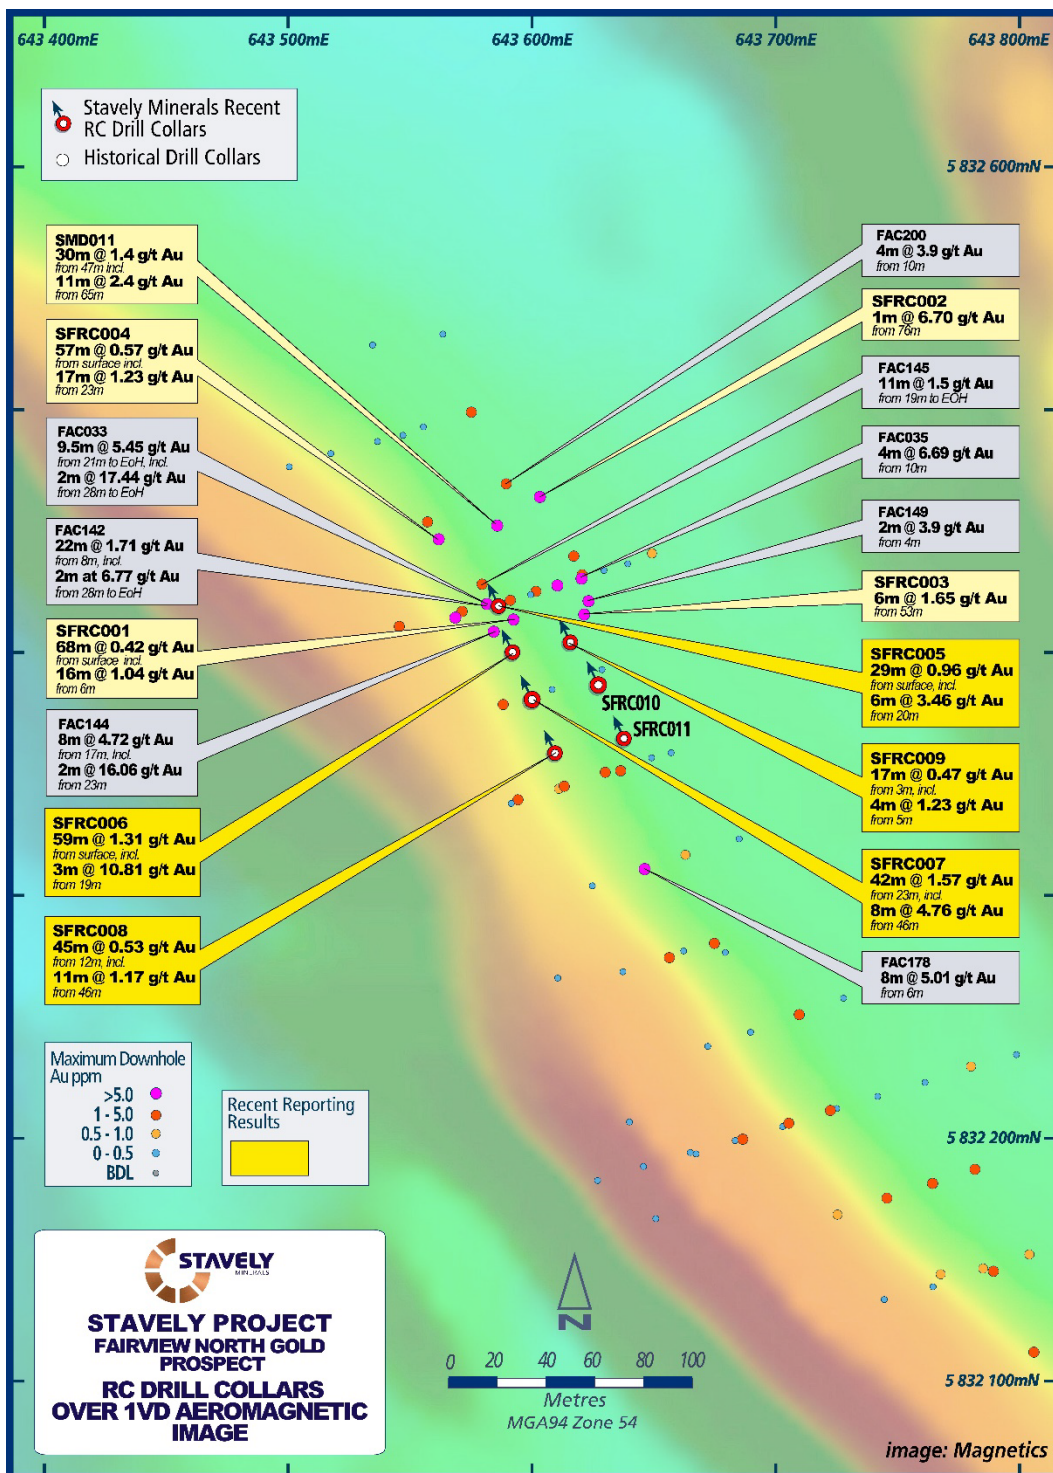 643 400mE
643 500mE
643 600mE
643 700mE
643 800mE
Stavely Minerals Recent
RC Drill Collars
Historical Drill Collars
5 832 600mN
SMD011
30m @ 1.4 g/t Au
from 47m incl.
11m @ 2.4 g/t Au
from 65m
SFRC004
57m @ 0.57 g/t Au
from surface incl.
17m @ 1.23 g/t Au
from 23m
FAC033
9.5m @ 5.45 g/t Au
from 21m to EoH, Incl.
2m @ 17.44 g/t Au
from 28m to EoH
FAC142
22m @ 1.71 g/t Au
from 8m, Incl.
2m at 6.77 g/t Au
from 28m to EoH
SFRC001
68m @ 0.42 g/t Au
from surface incl.
16m @ 1.04 g/t Au
from 6m
FAC144
8m @ 4.72 g/t Au
from 17m, Incl.
2m @ 16.06 g/t Au
from 23m
SFRC006
59m @ 1.31 g/t Au
from surface, incl.
3m @ 10.81 g/t Au
from 19m
SFRC008
45m @ 0.53 g/t Au
from 12m, incl.
11m @ 1.17 g/t Au
from 46m
FAC200
4m @ 3.9 g/t Au
from 10m
SFRC002
1m @ 6.70 g/t Au
from 76m
FAC145
11m @ 1.5 g/t Au
from 19m to EOH
FAC035
4m @ 6.69 g/t Au
from 10m
FAC149
2m @ 3.9 g/t Au
from 4m
SFRC003
6m @ 1.65 g/t Au
from 53m
SFRC005
29m @ 0.96 g/t Au
from surface, incl.
6m @ 3.46 g/t Au
from 20m
SFRC009
17m @ 0.47 g/t Au
from 3m, incl.
4m @ 1.23 g/t Au
from 5m
SFRC007
42m @ 1.57 g/t Au
from 23m, incl.
8m @ 4.76 g/t Au
from 46m
FAC178
8m @ 5.01 g/t Au
from 6m
SFRC010
SFRC011
Maximum Downhole
Au ppm
>5.0
1 - 5.0
0.5 - 1.0
0 - 0.5
BDL
Recent Reporting
Results
5 832 200mN
5 832 100mN
STAVELY
MINERALS
STAVELY PROJECT
FAIRVIEW NORTH GOLD
PROSPECT
RC DRILL COLLARS
OVER 1VD AEROMAGNETIC
IMAGE
N
0 20 40 60 80 100
Metres
MGA94 Zone 54
image: Magnetics